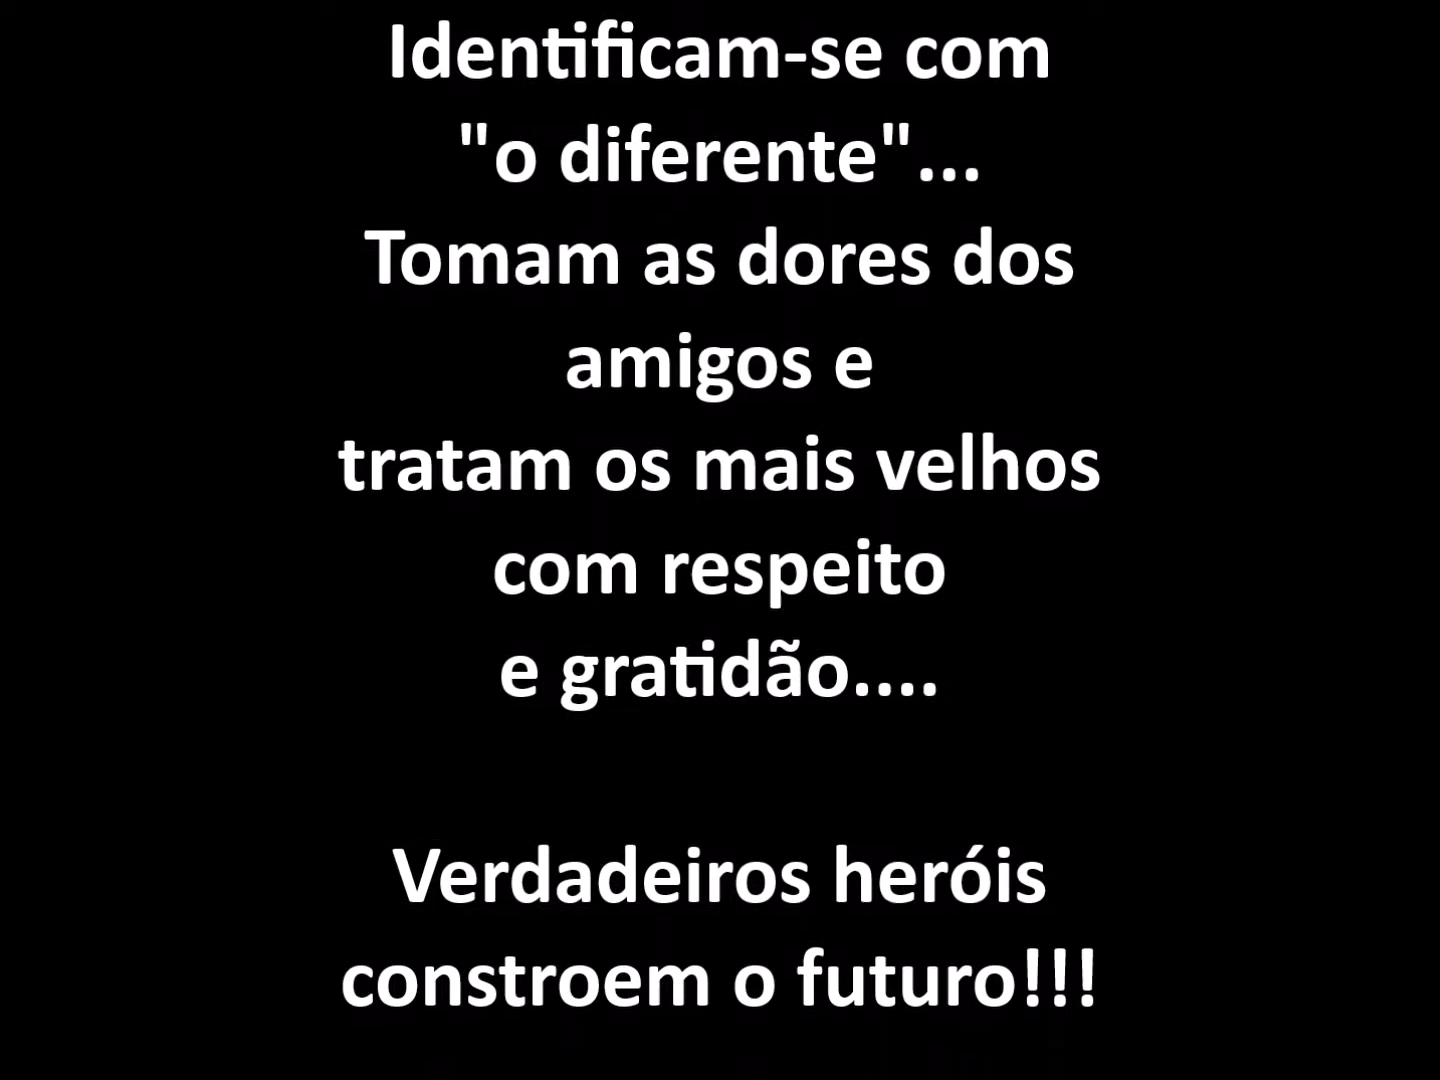 Identificam-se com
"o diferente"...
Tomam as dores dos
amigos e
tratam os mais velhos
com respeito
e gratidão....
Verdadeiros heróis
constroem o futuro!!!